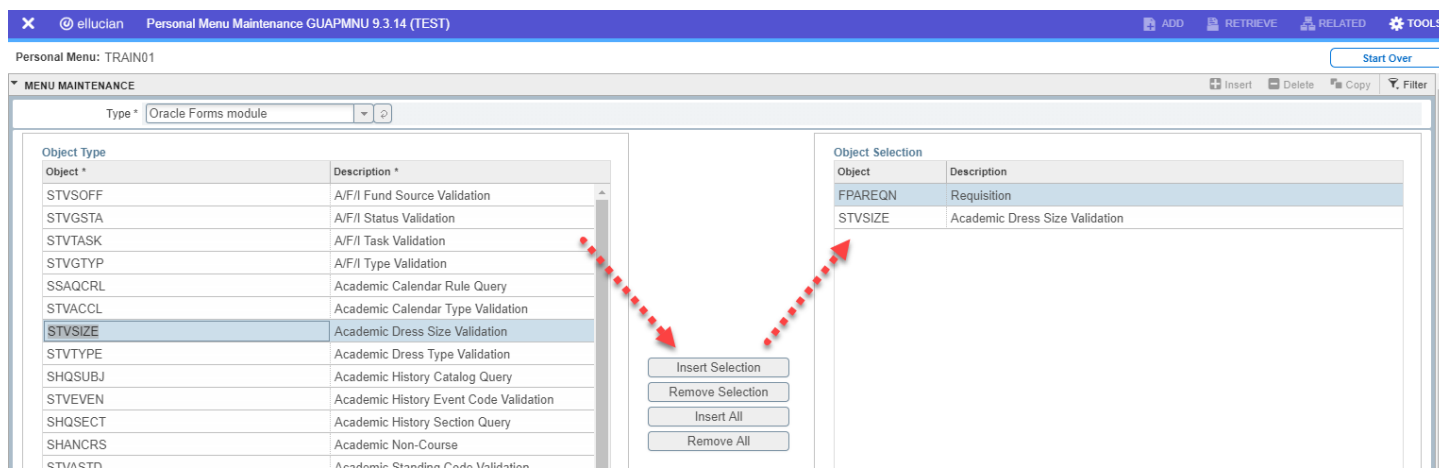 ✕ @ ellucian Personal Menu Maintenance GUAPMNU 9.3.14 (TEST) ADD RETRIEVE RELATED TOOLS
Personal Menu: TRAIN01 Start Over
MENU MAINTENANCE Insert Delete Copy Filter
Type * Oracle Forms module
Object Type Object Selection
Object * Description * Object Description
STVSOFF A/F/I Fund Source Validation FPAREQN Requisition
STVGSTA A/F/I Status Validation STVSIZE Academic Dress Size Validation
STVTASK A/F/I Task Validation
STVGTYP A/F/I Type Validation
SSAQCRL Academic Calendar Rule Query
STVACCL Academic Calendar Type Validation
STVSIZE Academic Dress Size Validation
STVTYPE Academic Dress Type Validation
Insert Selection
SHQSUBJ Academic History Catalog Query
Remove Selection
STVEVEN Academic History Event Code Validation
Insert All
SHQSECT Academic History Section Query
Remove All
SHANCRS Academic Non-Course
STVASTD Academic Standing Code Validation